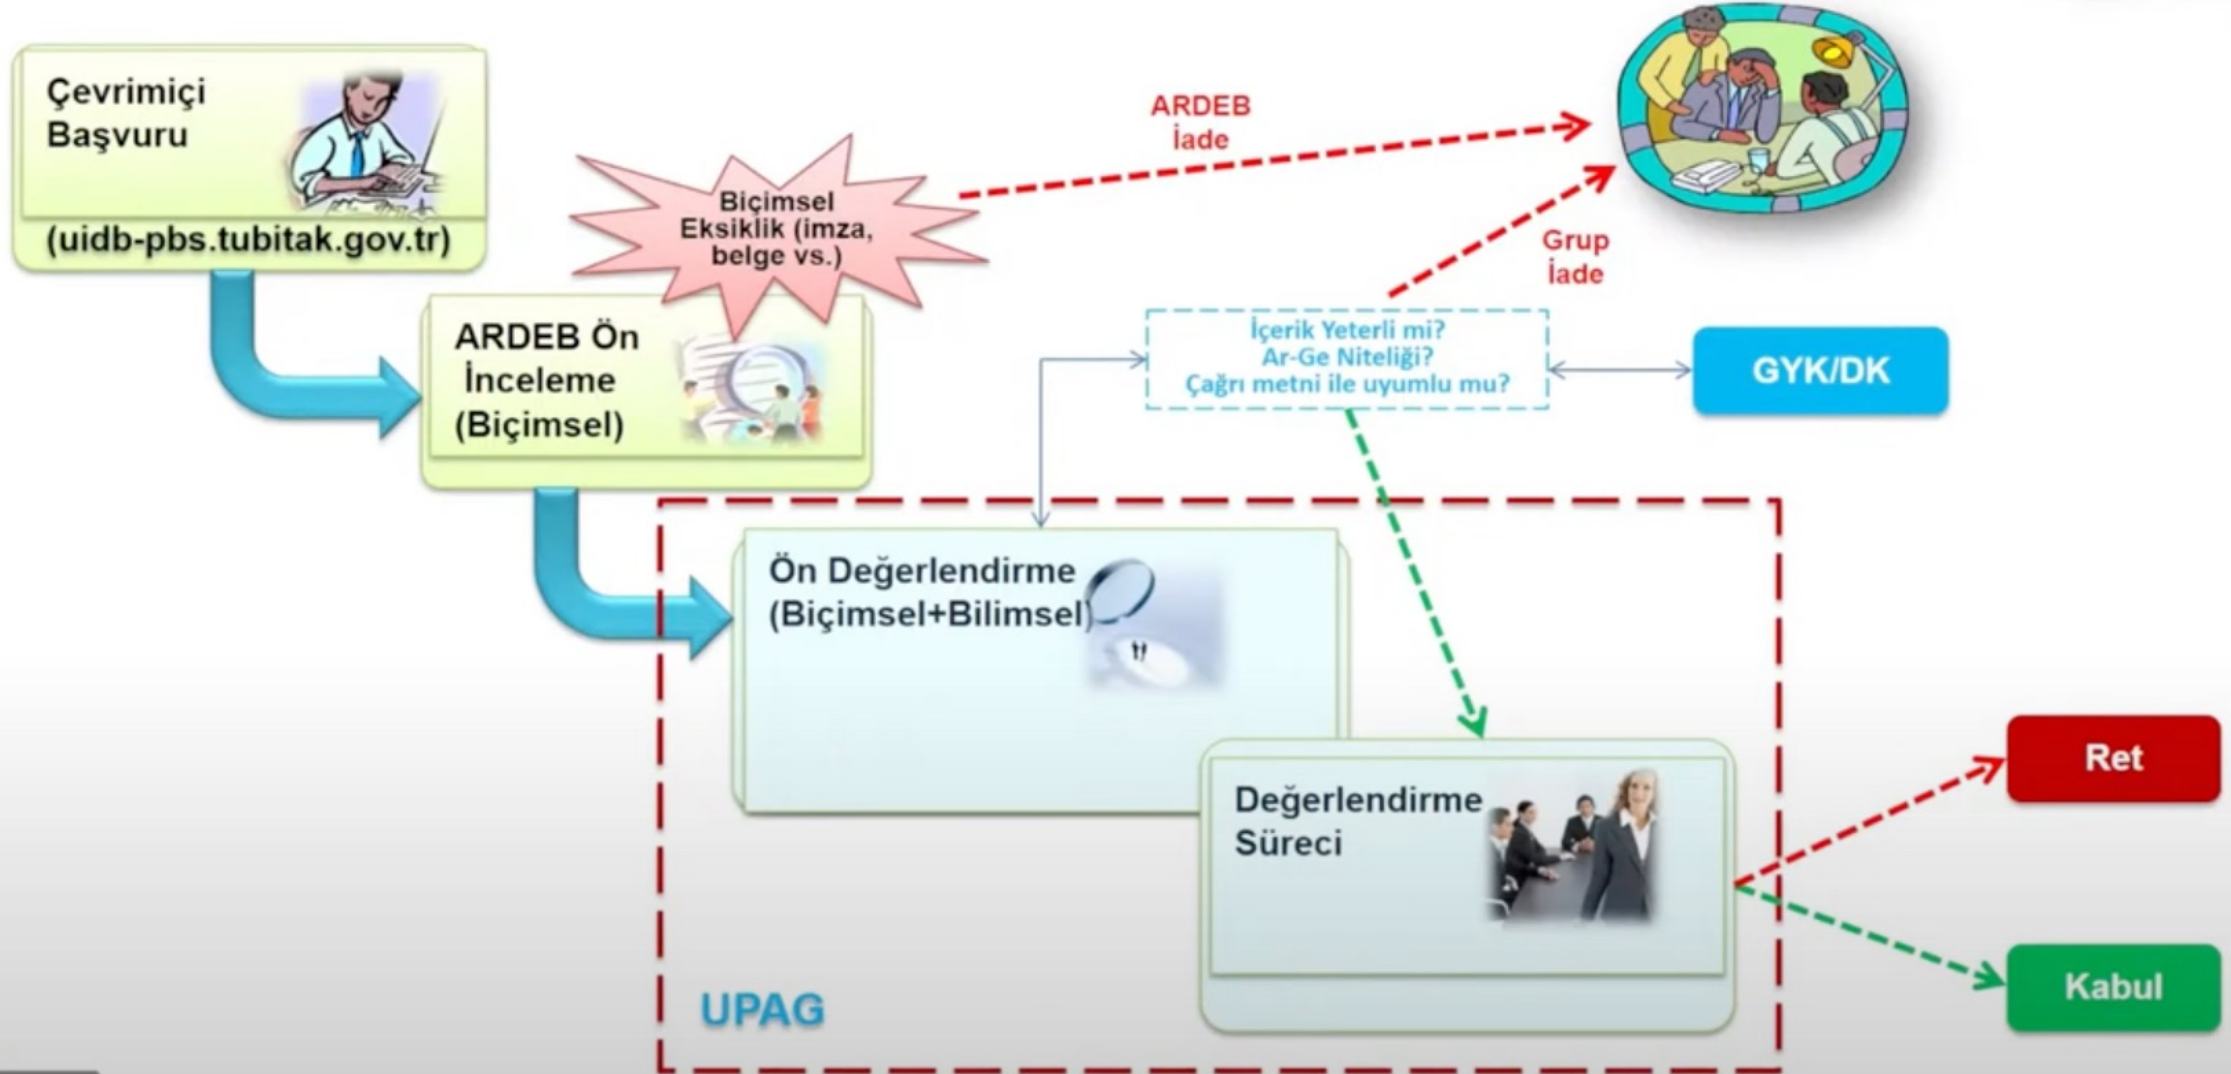 Çevrimiçi
Başvuru
(uidb-pbs.tubitak.gov.tr)
Biçimsel
Eksiklik (imza,
belge vs.)
ARDEB
İade
Grup
İade
ARDEB Ön
İnceleme
(Biçimsel)
İçerik Yeterli mi?
Ar-Ge Niteliği?
Çağrı metni ile uyumlu mu?
GYK/DK
Ön Değerlendirme
(Biçimsel+Bilimsel)
Değerlendirme
Süreci
Ret
Kabul
UPAG